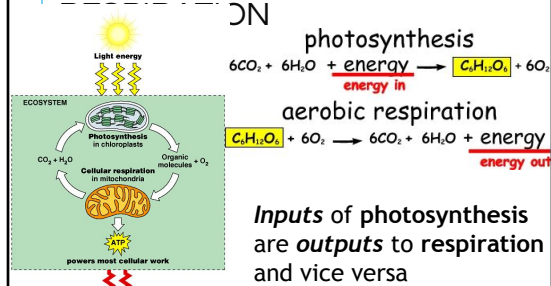 Light energy
ECOSYSTEM
Photosynthesis
in chloroplasts
CO₂ + H₂O
Organic
molecules + O₂
Cellular respiration
in mitochondria
ATP
powers most cellular work
photosynthesis
6CO₂ + 6H₂O + energy → C₆H₁₂O₆ + 6O₂
energy in
aerobic respiration
C₆H₁₂O₆ + 6O₂ → 6CO₂ + 6H₂O + energy
energy out
Inputs of photosynthesis
are outputs to respiration
and vice versa